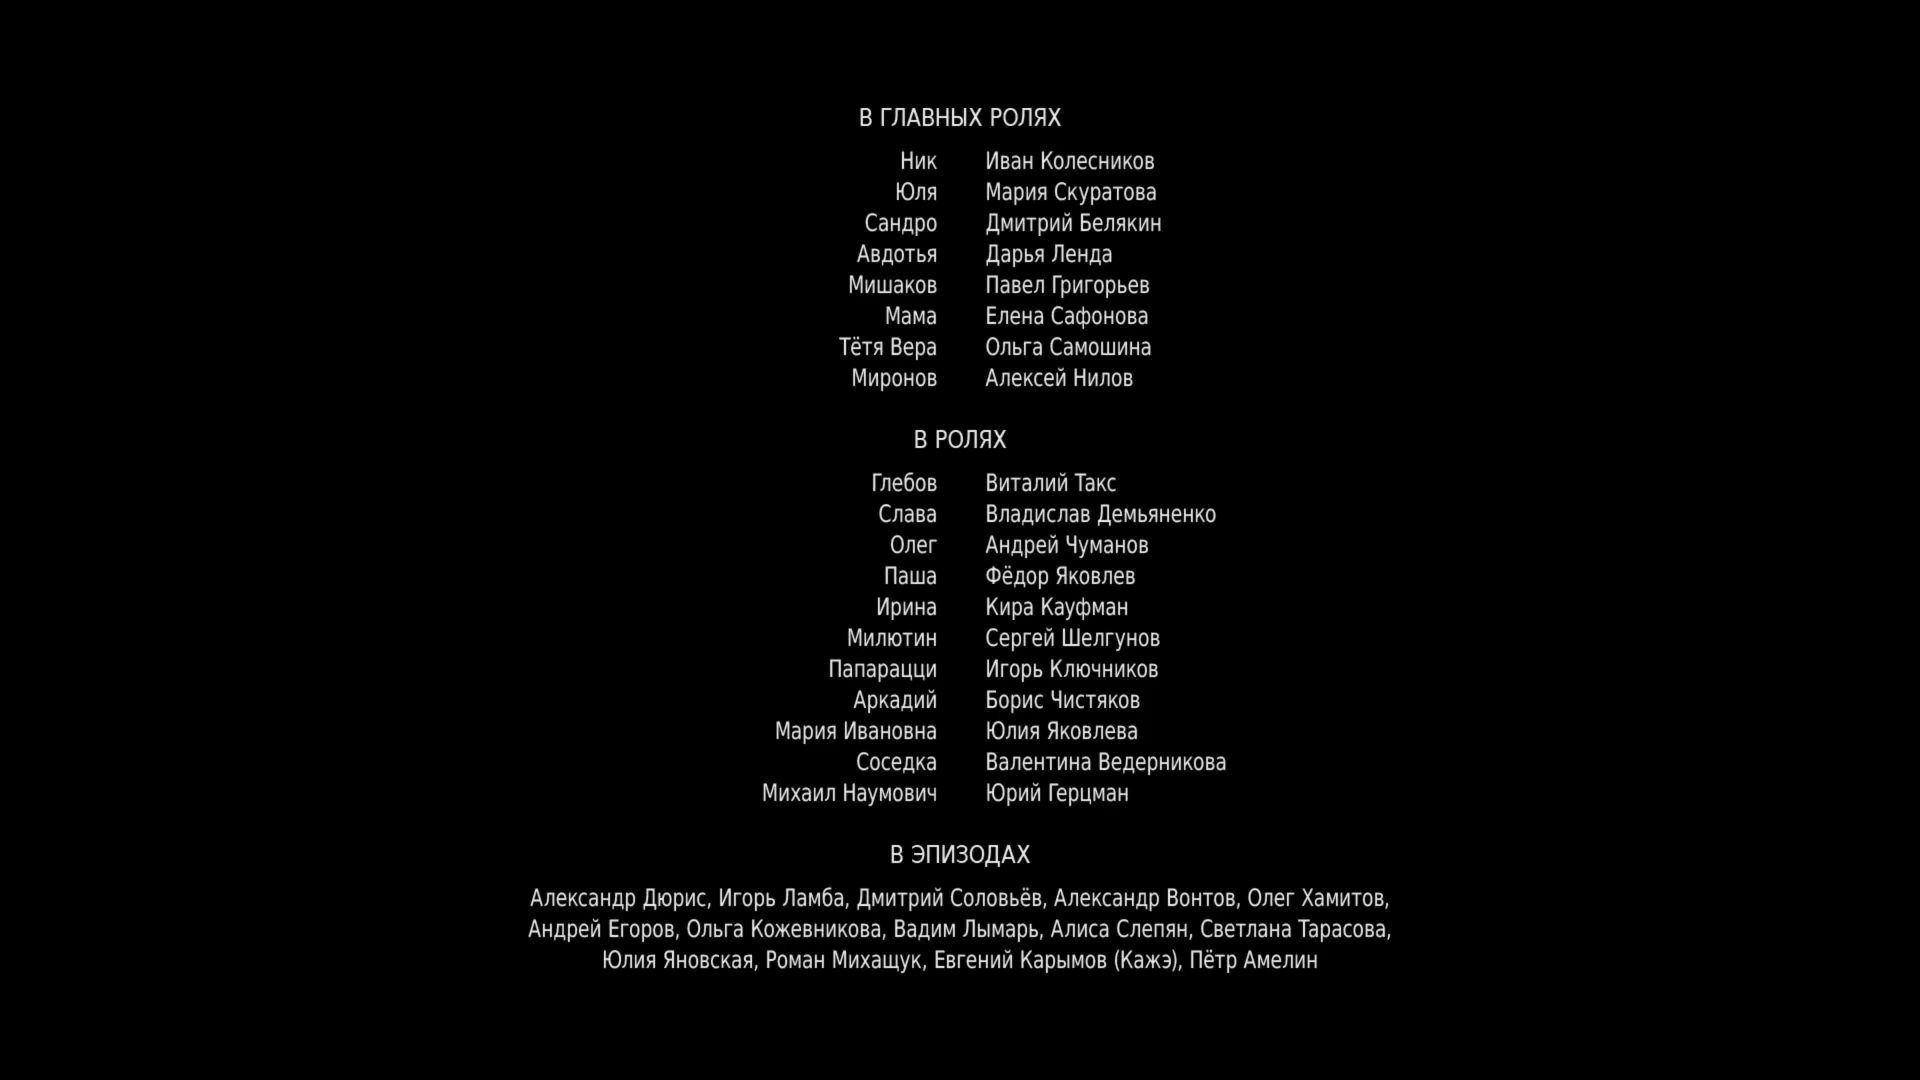 В ГЛАВНЫХ РОЛЯХ
Ник Иван Колесников
Юля Мария Скуратова
Сандро Дмитрий Белякин
Авдотья Дарья Ленда
Мишаков Павел Григорьев
Мама Елена Сафонова
Тётя Вера Ольга Самошина
Миронов Алексей Нилов
В РОЛЯХ
Глебов Виталий Такс
Слава Владислав Демьяненко
Олег Андрей Чуманов
Паша Фёдор Яковлев
Ирина Кира Кауфман
Милютин Сергей Шелгунов
Папарацци Игорь Ключников
Аркадий Борис Чистяков
Мария Ивановна Юлия Яковлева
Соседка Валентина Ведерникова
Михаил Наумович Юрий Герцман
В ЭПИЗОДАХ
Александр Дюрис, Игорь Ламба, Дмитрий Соловьёв, Александр Вонтов, Олег Хамитов,
Андрей Егоров, Ольга Кожевникова, Вадим Лымарь, Алиса Слепян, Светлана Тарасова,
Юлия Яновская, Роман Михащук, Евгений Карымов (Кажэ), Пётр Амелин